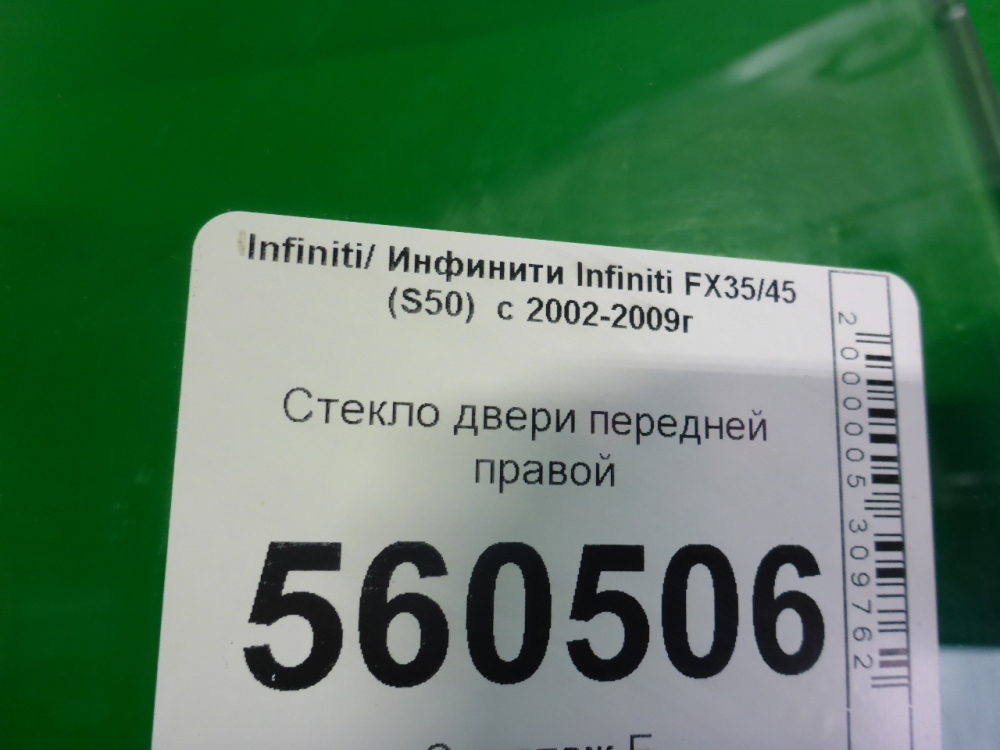 Infiniti/ Инфинити Infiniti FX35/45
(S50) с 2002-2009г
Стекло двери передней
правой
560506
2000005309762